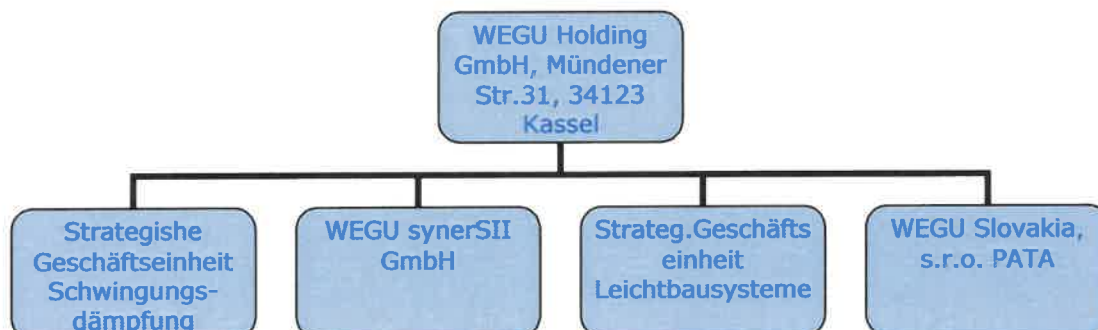 WEGU Holding
GmbH, Mündener
Str.31, 34123
Kassel
Strategishe
Geschäftseinheit
Schwingungs-
dämpfung
WEGU synerSII
GmbH
Strateg.Geschäfts
einheit
Leichtbausysteme
WEGU Slovakia,
s.r.o. PATA